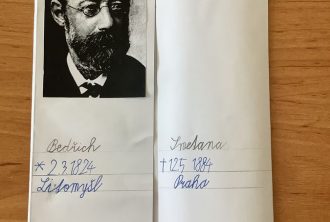 Bedřich
* 2.3.1824
Litomyšl
Smetana
† 12.5 1884
Praha